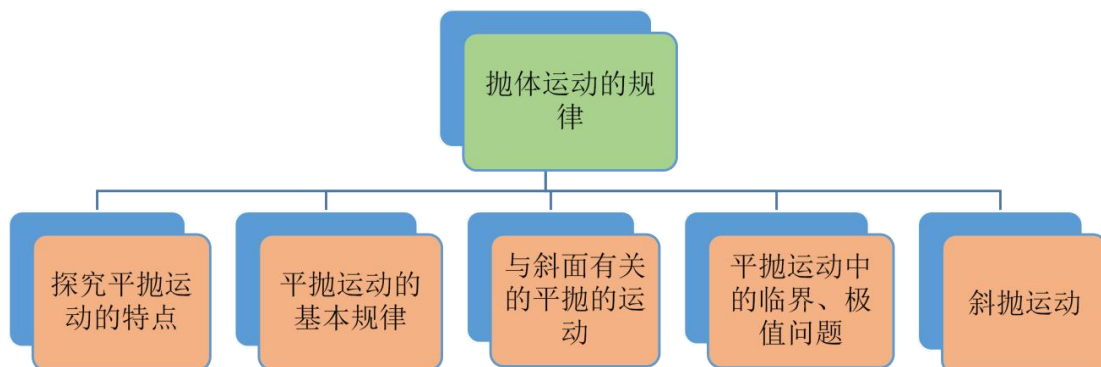 抛体运动的规
律
探究平抛运
动的特点
平抛运动的
基本规律
与斜面有关
的平抛的运
动
平抛运动中
的临界、极
值问题
斜抛运动